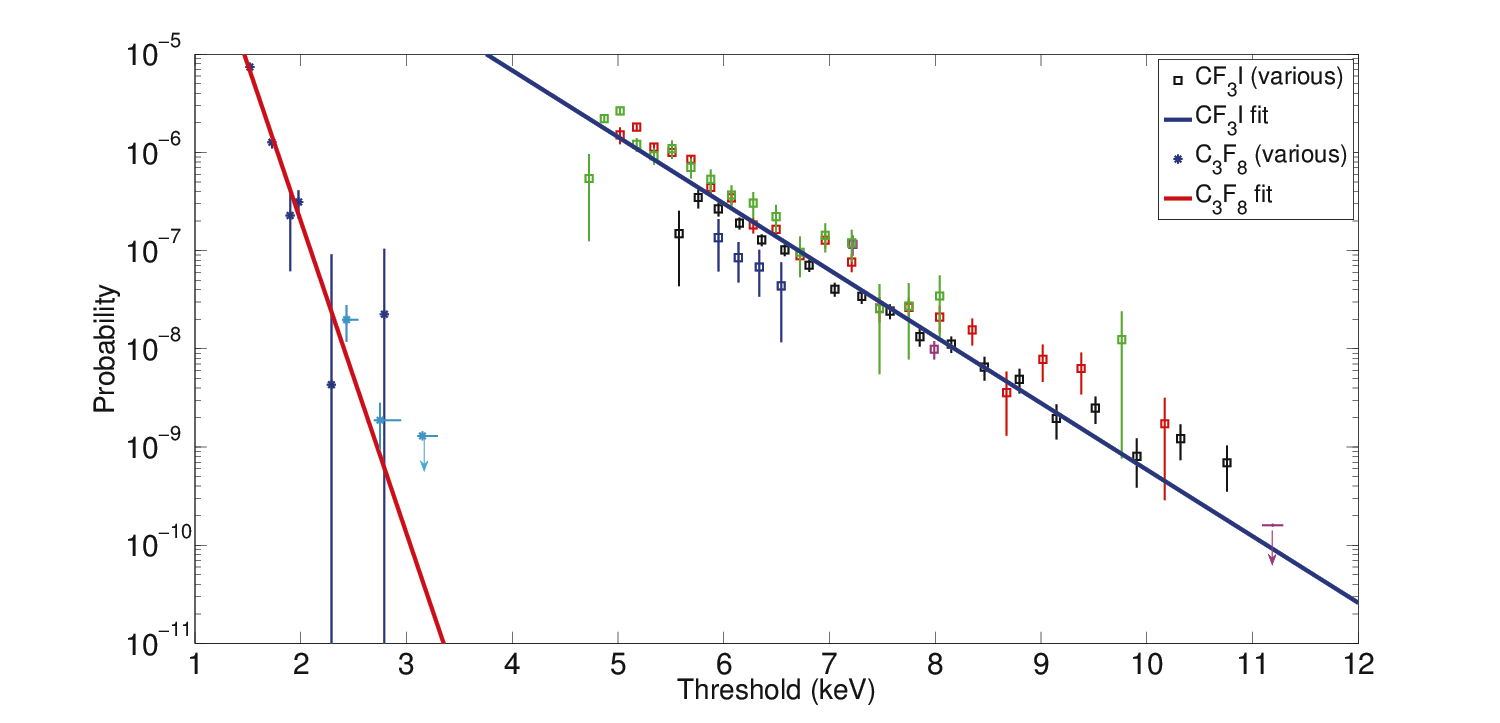 10⁻⁵
10⁻⁶
10⁻⁷
10⁻⁸
10⁻⁹
10⁻¹⁰
10⁻¹¹
Probability
CF₃I (various)
CF₃I fit
C₃F₈ (various)
C₃F₈ fit
1 2 3 4 5 6 7 8 9 10 11 12
Threshold (keV)